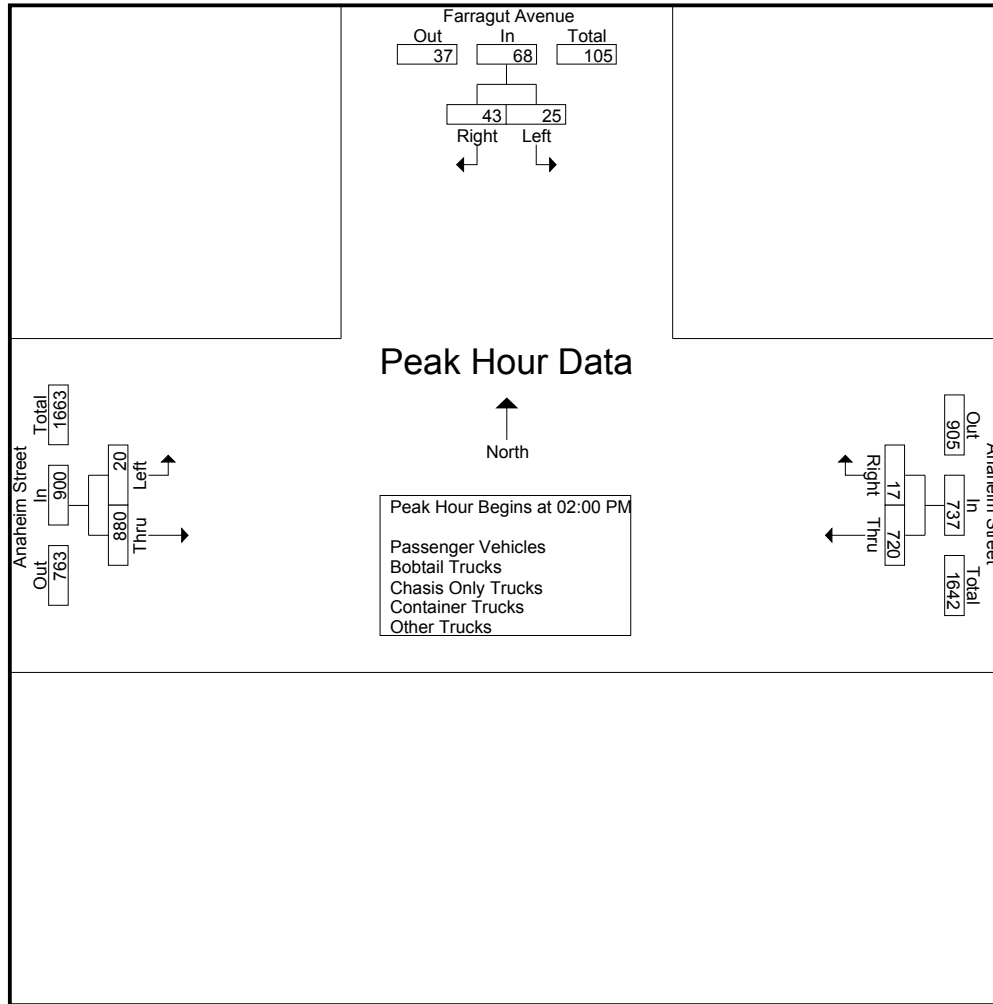 Farragut Avenue
Out In Total
37 68 105
43 25
Right Left
Peak Hour Data
North
Peak Hour Begins at 02:00 PM
Passenger Vehicles
Bobtail Trucks
Chasis Only Trucks
Container Trucks
Other Trucks
Anaheim Street
Out In Total
763 900 1663
880 20
Thru Left
Anaheim Street
Out In Total
905 737 1642
17 720
Right Thru